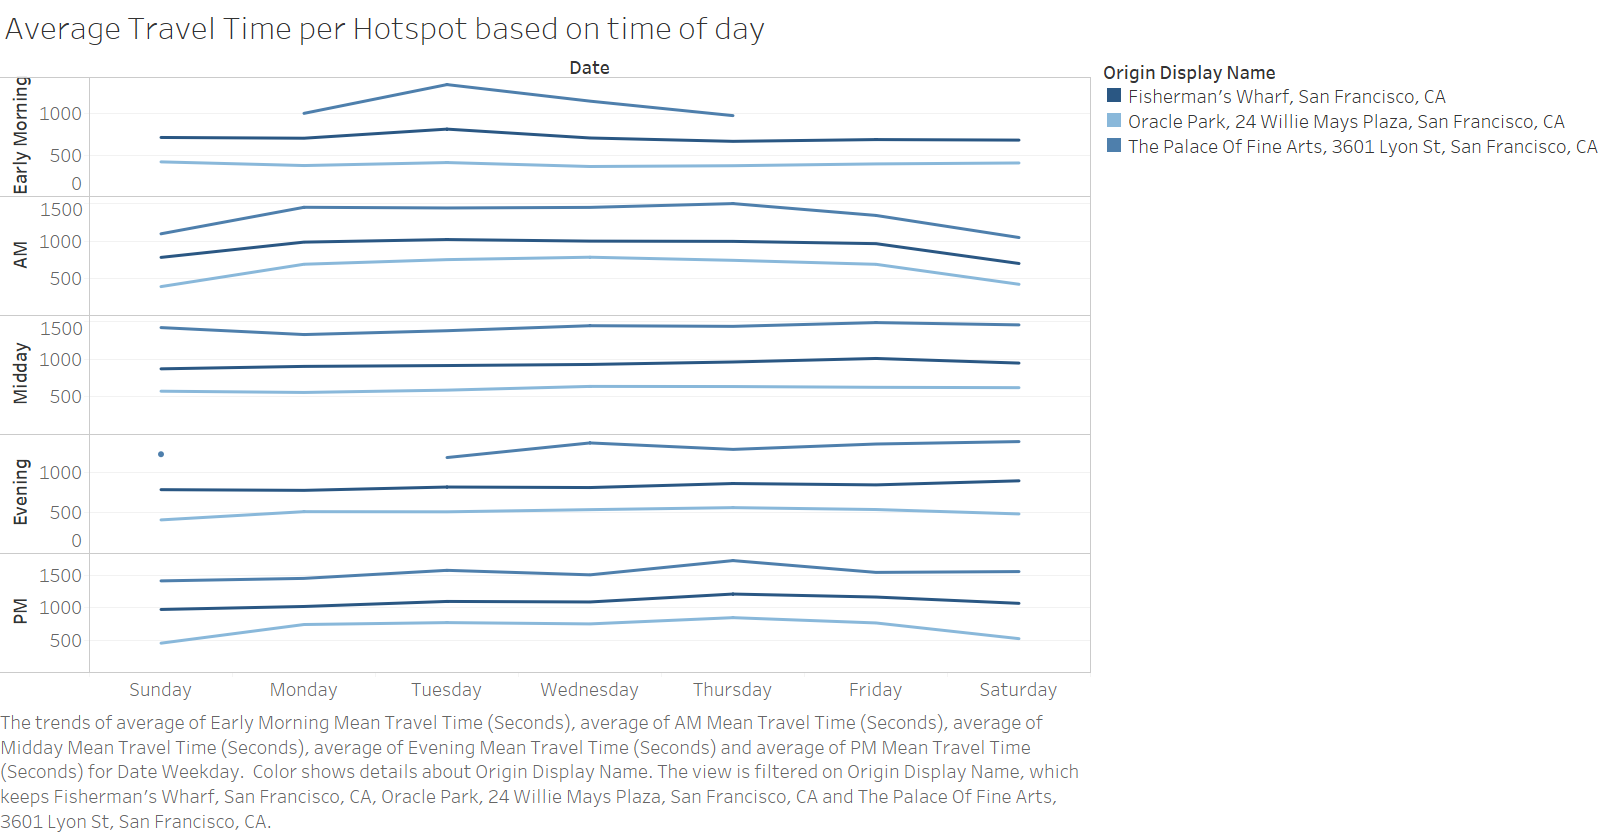 Average Travel Time per Hotspot based on time of day
Date
Origin Display Name
Fisherman's Wharf, San Francisco, CA
Oracle Park, 24 Willie Mays Plaza, San Francisco, CA
The Palace Of Fine Arts, 3601 Lyon St, San Francisco, CA
Early Morning
1000
500
0
AM
1500
1000
500
Midday
1500
1000
500
Evening
1000
500
0
PM
1500
1000
500
Sunday Monday Tuesday Wednesday Thursday Friday Saturday
The trends of average of Early Morning Mean Travel Time (Seconds), average of AM Mean Travel Time (Seconds), average of
Midday Mean Travel Time (Seconds), average of Evening Mean Travel Time (Seconds) and average of PM Mean Travel Time
(Seconds) for Date Weekday.  Color shows details about Origin Display Name. The view is filtered on Origin Display Name, which
keeps Fisherman's Wharf, San Francisco, CA, Oracle Park, 24 Willie Mays Plaza, San Francisco, CA and The Palace Of Fine Arts,
3601 Lyon St, San Francisco, CA.